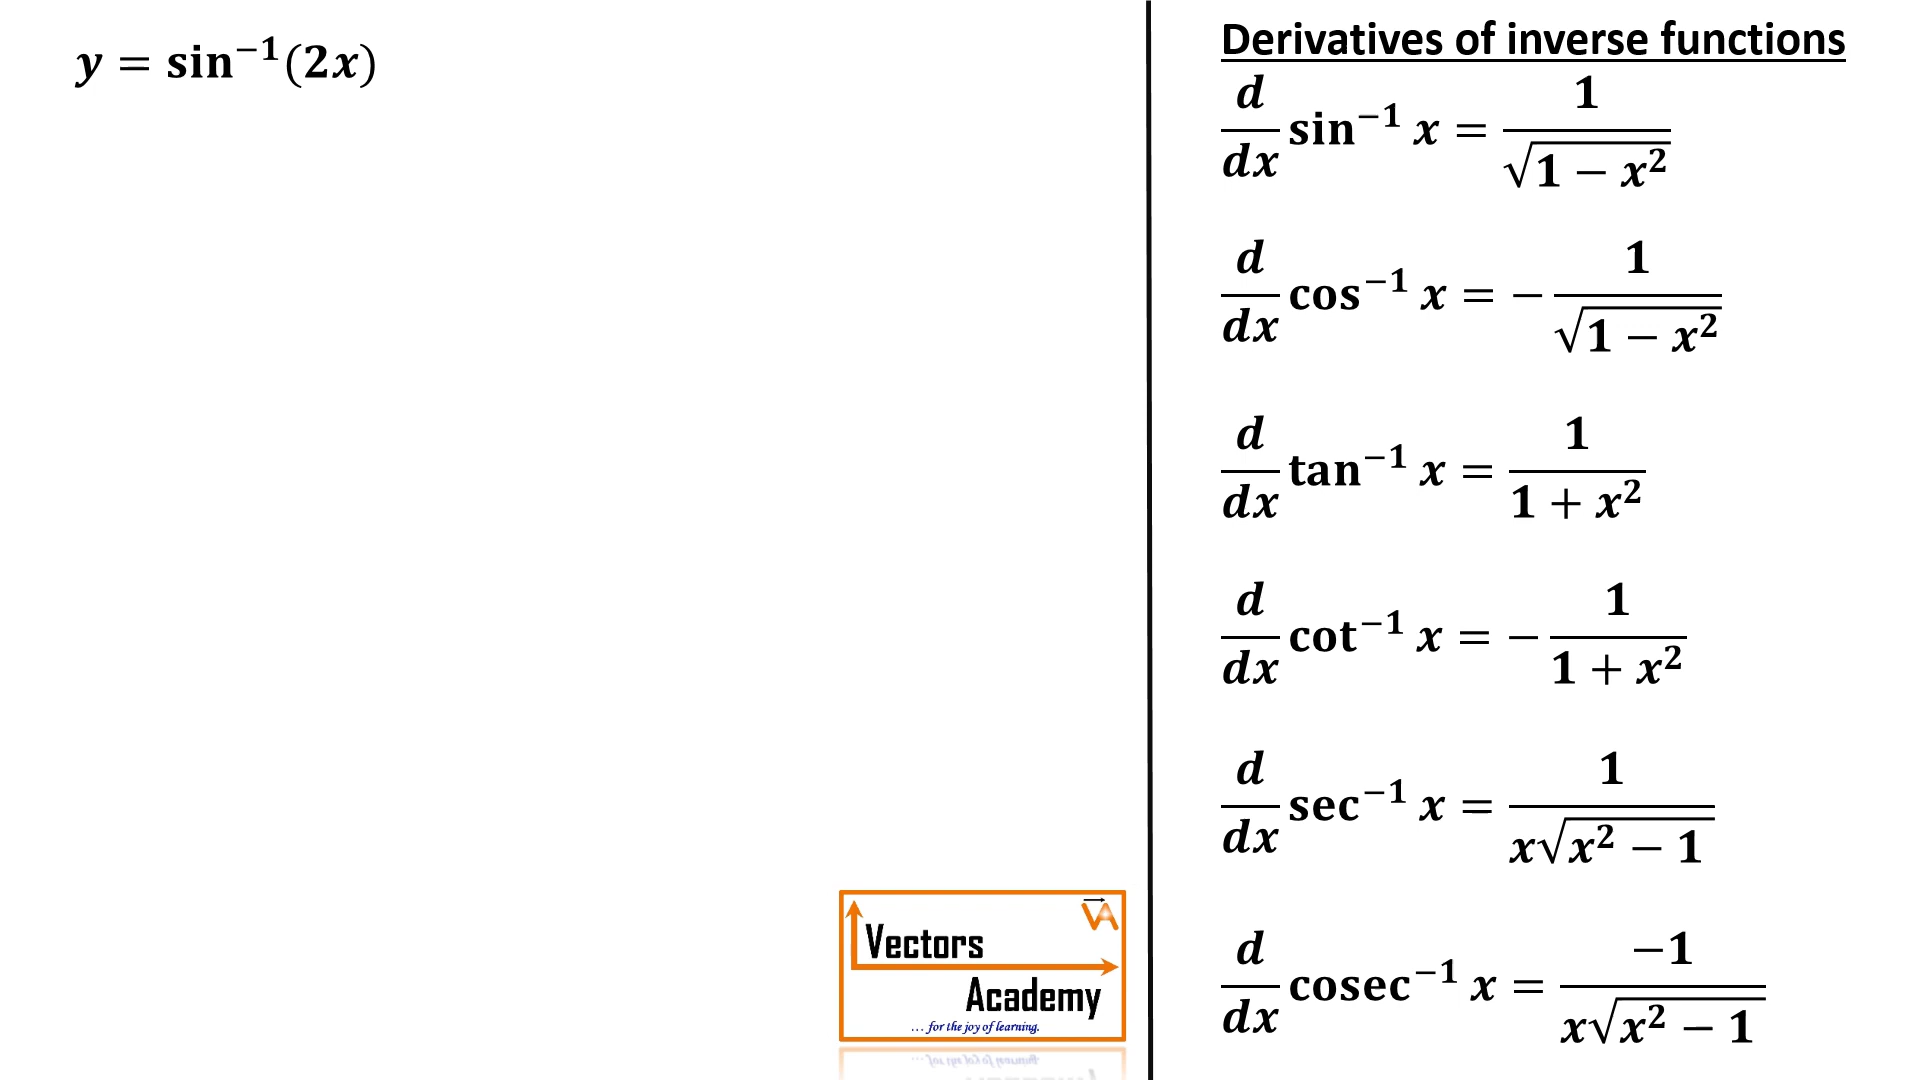 y = sin⁻¹(2x)
Derivatives of inverse functions
d/dx sin⁻¹ x = 1/√(1 − x²)
d/dx cos⁻¹ x = − 1/√(1 − x²)
d/dx tan⁻¹ x = 1/(1 + x²)
d/dx cot⁻¹ x = − 1/(1 + x²)
d/dx sec⁻¹ x = 1/(x√(x² − 1))
d/dx cosec⁻¹ x = −1/(x√(x² − 1))
VA
Vectors
Academy
... for the joy of learning.